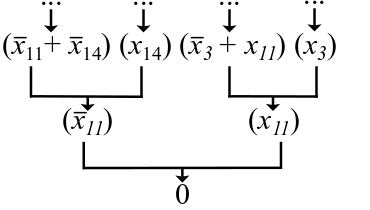 ... ... ... ...
(x̅₁₁ + x̅₁₄) (x₁₄) (x̅₃ + x₁₁) (x₃)
(x̅₁₁) (x₁₁)
0